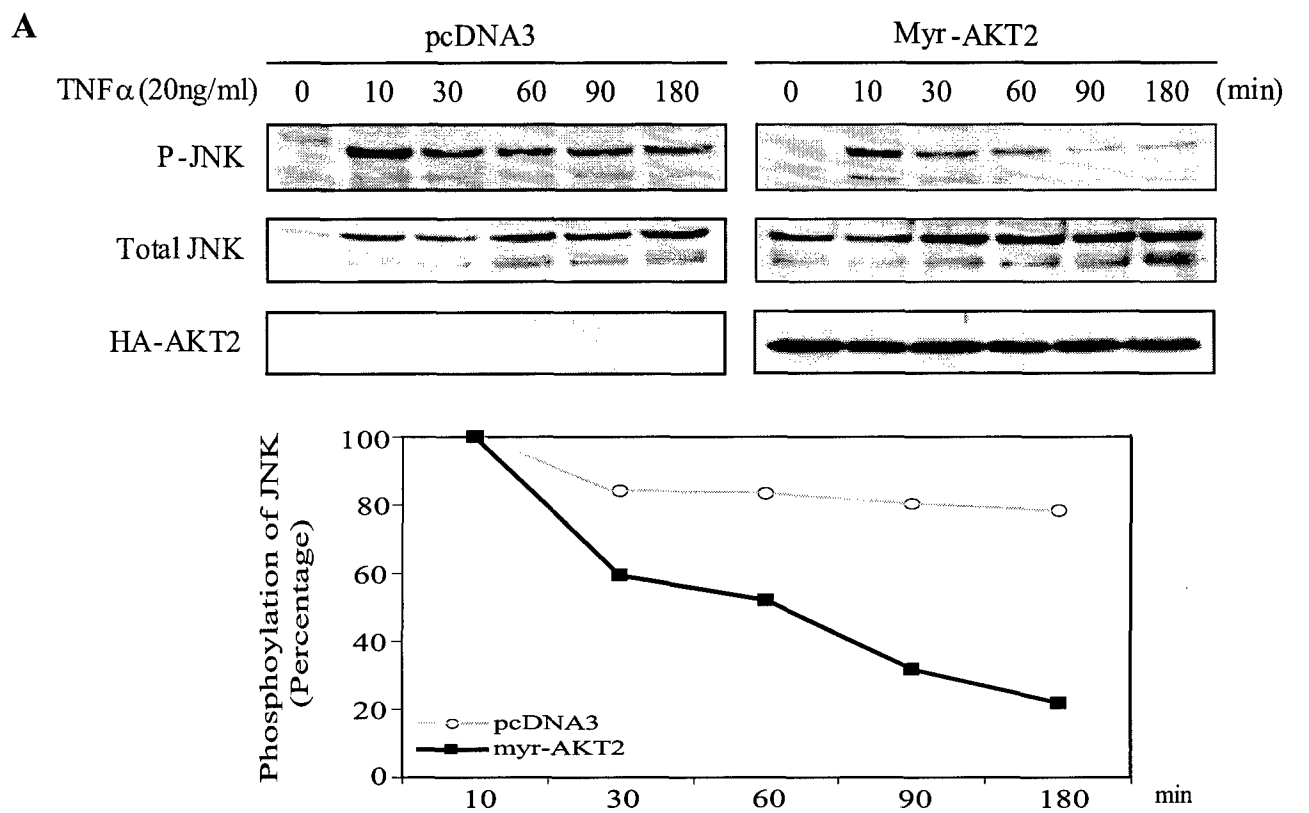 A
pcDNA3 Myr-AKT2
TNFα (20ng/ml) 0 10 30 60 90 180 0 10 30 60 90 180 (min)
P-JNK
Total JNK
HA-AKT2
Phosphoylation of JNK
(Percentage)
100
80
60
40
20
0
pcDNA3
myr-AKT2
10 30 60 90 180 min